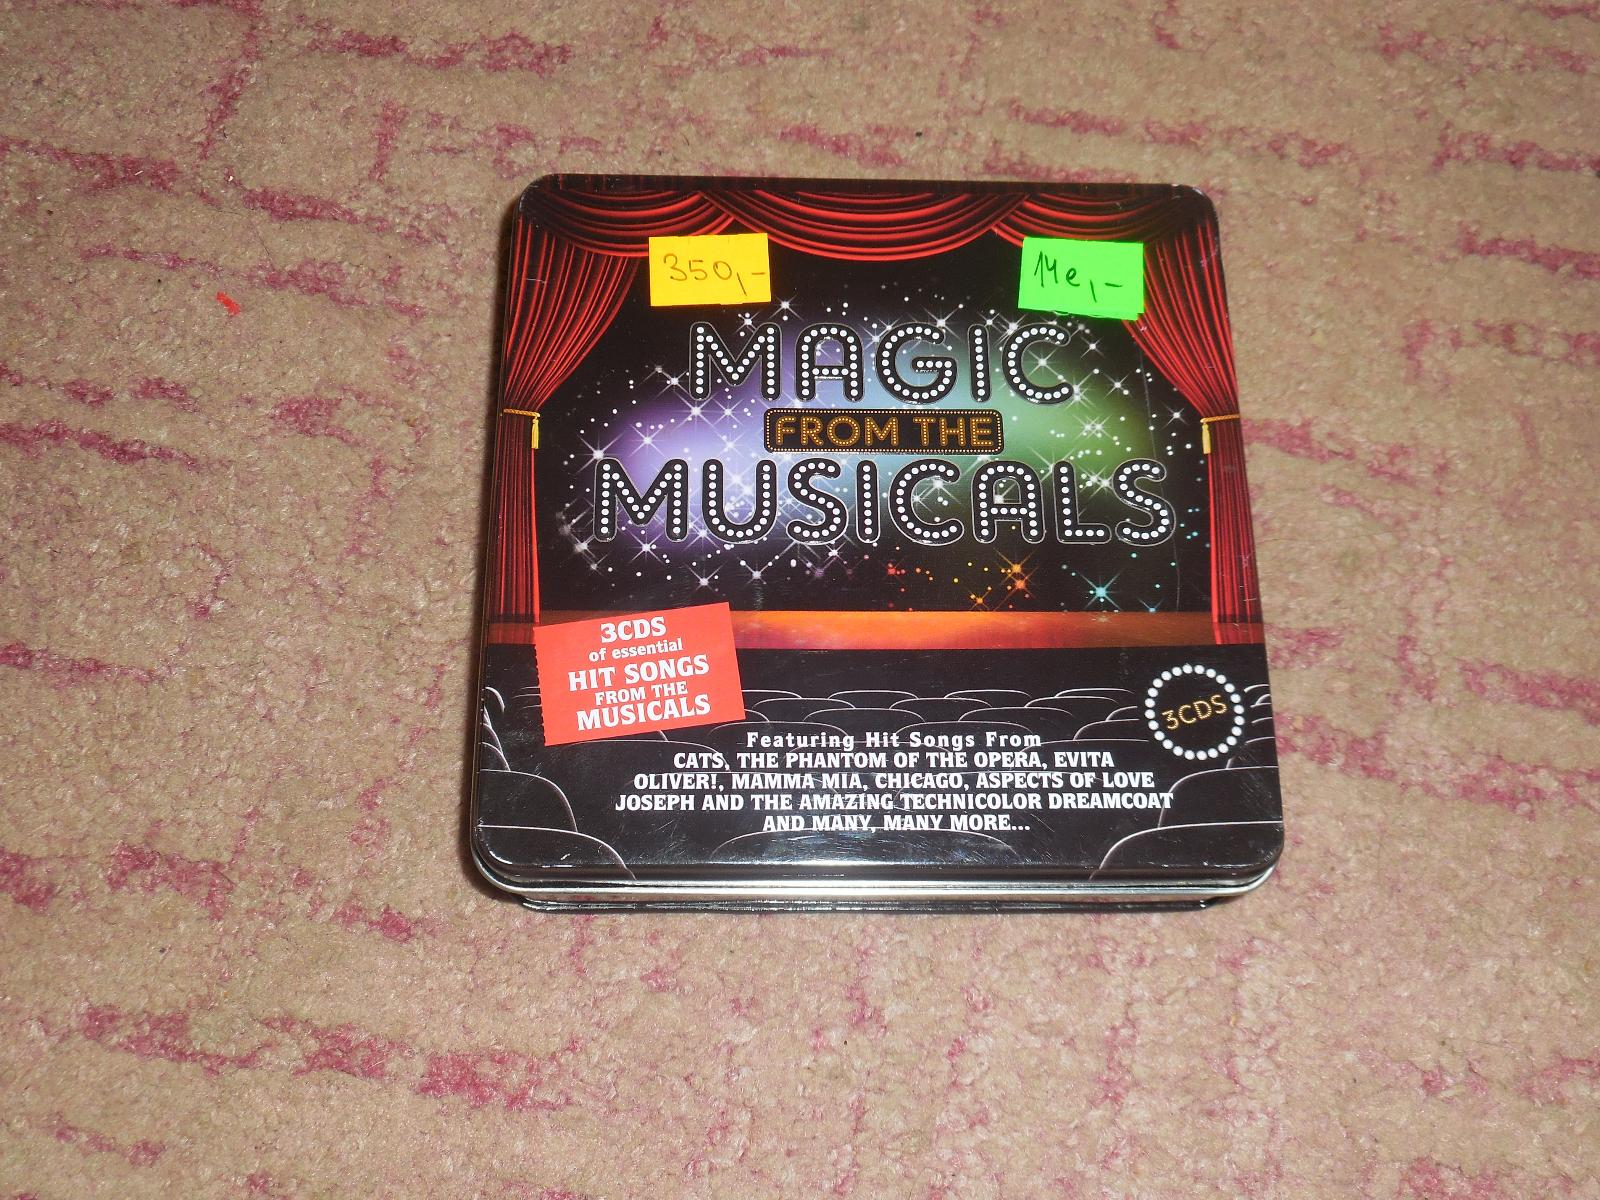 350,-
14e,-
MAGIC
FROM THE
MUSICALS
3CDS
of essential
HIT SONGS
FROM THE
MUSICALS
3CDS
Featuring Hit Songs From
CATS, THE PHANTOM OF THE OPERA, EVITA
OLIVER!, MAMMA MIA, CHICAGO, ASPECTS OF LOVE
JOSEPH AND THE AMAZING TECHNICOLOR DREAMCOAT
AND MANY, MANY MORE...